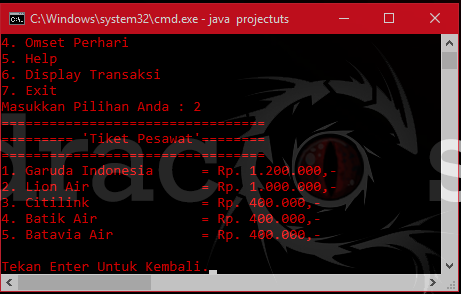 C:\Windows\system32\cmd.exe - java projectuts
4. Omset Perhari
5. Help
6. Display Transaksi
7. Exit
Masukkan Pilihan Anda : 2
==============================
======== 'Tiket Pesawat'=======
==============================
1. Garuda Indonesia = Rp. 1.200.000,-
2. Lion Air = Rp. 1.000.000,-
3. Citilink = Rp. 400.000,-
4. Batik Air = Rp. 400.000,-
5. Batavia Air = Rp. 400.000,-
Tekan Enter Untuk Kembali.